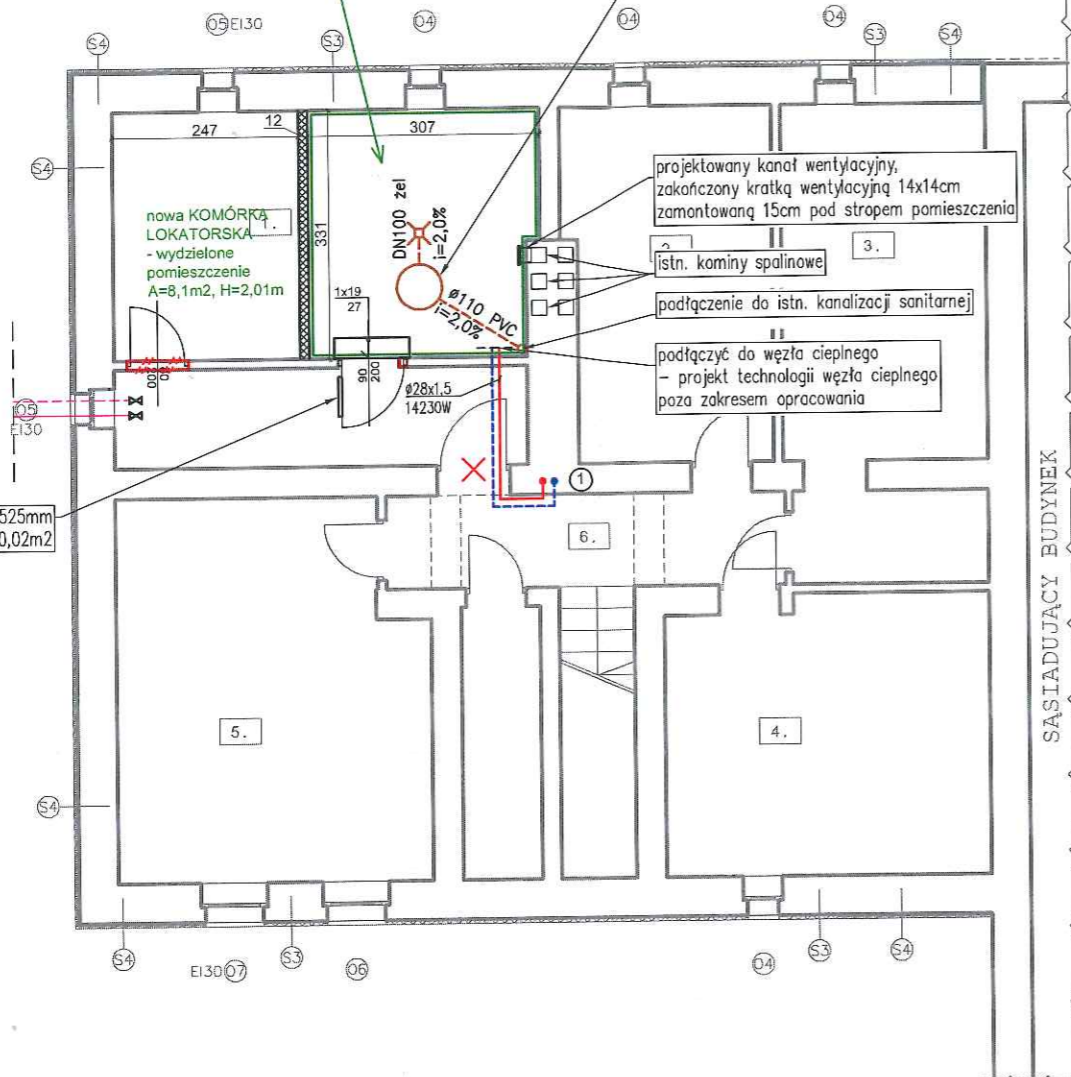 O5 EI30
O4
O4
O4
S4
S3
S3
S4
247
12
307
S4
331
nowa KOMÓRKA
LOKATORSKA
- wydzielone
pomieszczenie
A=8,1m2, H=2,01m
1.
DN100 żel
i=2,0%
ø110 PVC
i=2,0%
1x19
27
90
200
projektowany kanał wentylacyjny,
zakończony kratką wentylacyjną 14x14cm
zamontowaną 15cm pod stropem pomieszczenia
2.
3.
istn. kominy spalinowe
podłączenie do istn. kanalizacji sanitarnej
podłączyć do węzła cieplnego
– projekt technologii węzła cieplnego
poza zakresem opracowania
ø28x1,5
14230W
O5
EI30
525mm
0,02m2
1
6.
5.
4.
SĄSIADUJĄCY BUDYNEK
S4
S4
EI30 O7
S3
O6
O4
S3
S4